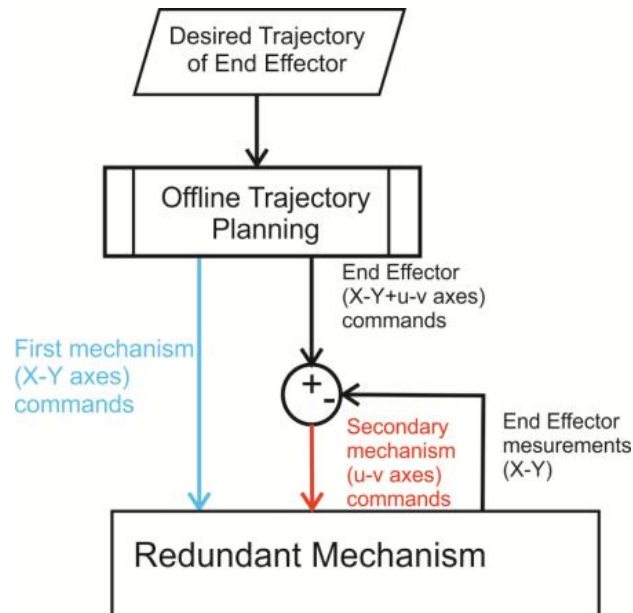 Desired Trajectory
of End Effector
Offline Trajectory
Planning
End Effector
(X-Y+u-v axes)
commands
First mechanism
(X-Y axes)
commands
+
-
Secondary
mechanism
(u-v axes)
commands
End Effector
mesurements
(X-Y)
Redundant Mechanism